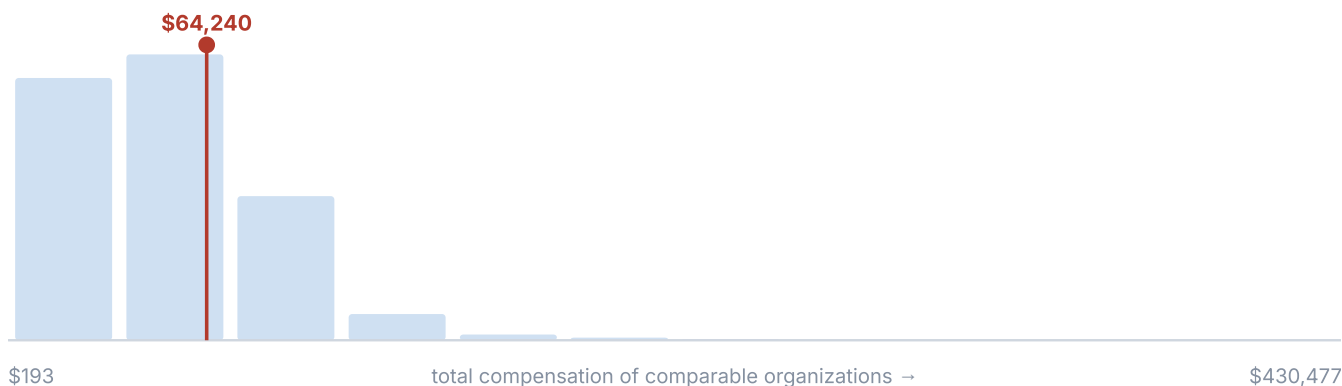 $64,240
$193
total compensation of comparable organizations →
$430,477